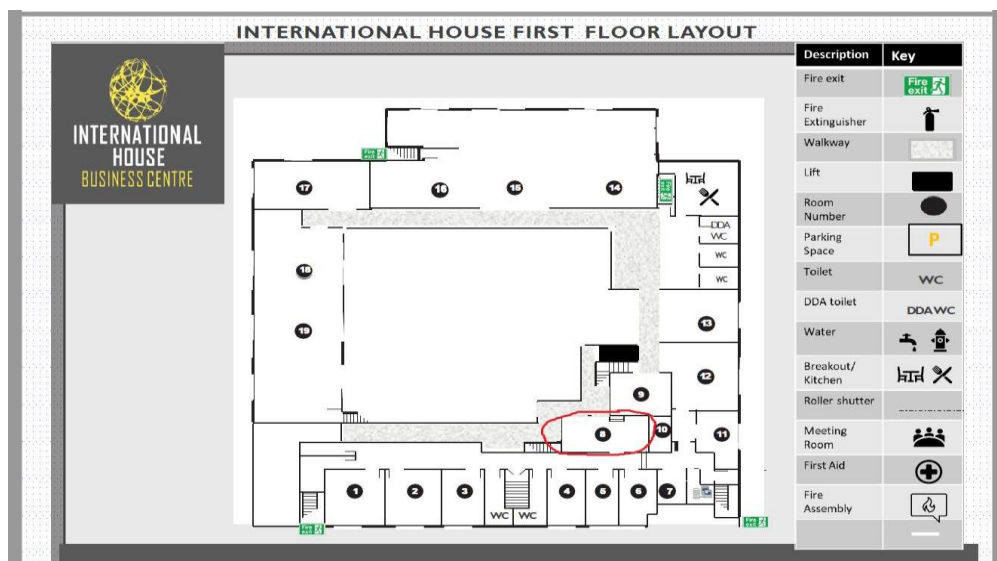 INTERNATIONAL HOUSE FIRST FLOOR LAYOUT
INTERNATIONAL
HOUSE
BUSINESS CENTRE
Description Key
Fire exit
Fire
exit
Fire
Extinguisher
Walkway
Lift
Room
Number
Parking
Space
P
Toilet
WC
DDA toilet
DDAWC
Water
Breakout/
Kitchen
Roller shutter
Meeting
Room
First Aid
Fire
Assembly
Fire
exit
17
16
15
14
DDA
WC
WC
WC
18
19
13
12
9
8
10
11
1
2
3
4
5
6
7
WC WC
Fire
exit
Fire
exit